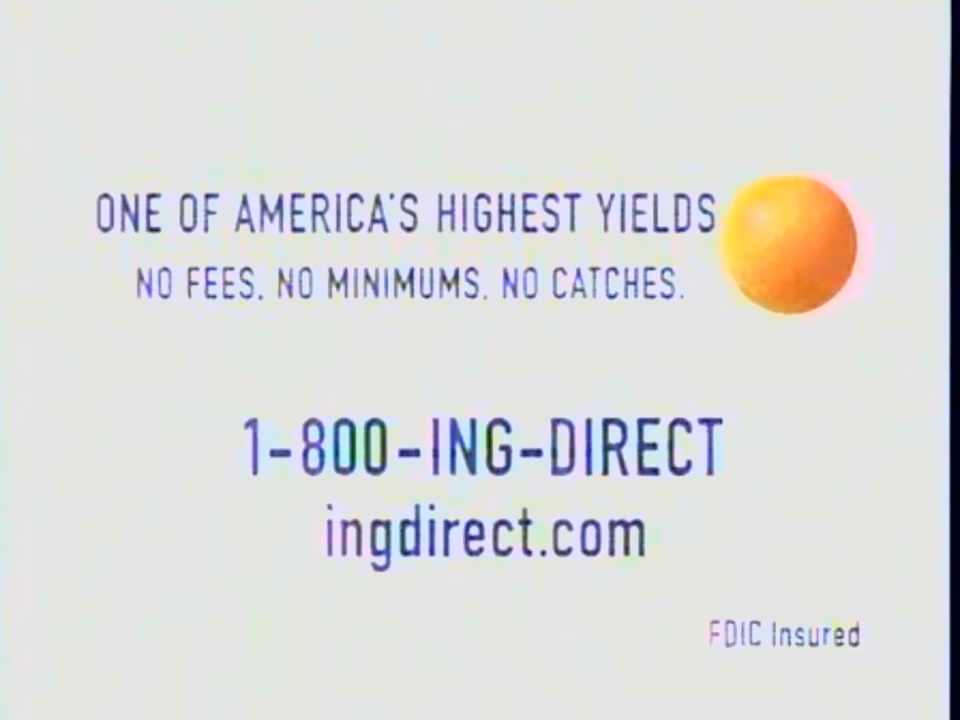 ONE OF AMERICA'S HIGHEST YIELDS
NO FEES, NO MINIMUMS, NO CATCHES.
1-800-ING-DIRECT
ingdirect.com
FDIC Insured